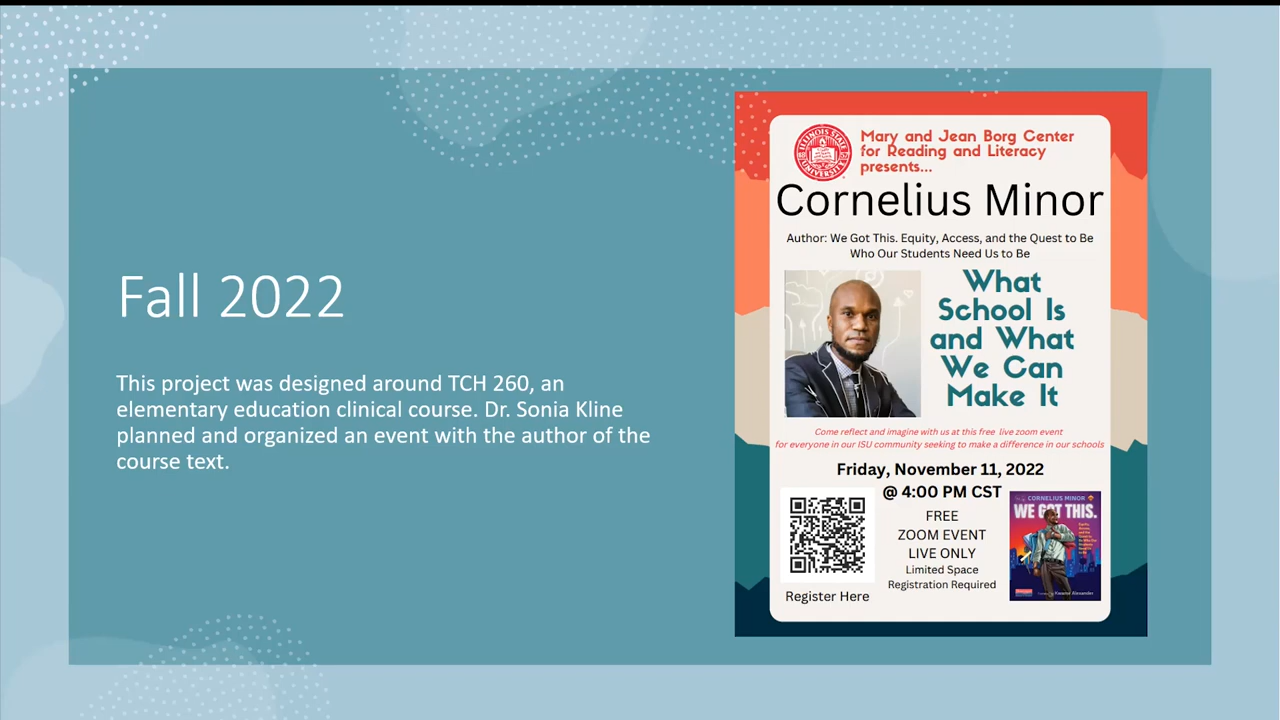 Fall 2022
This project was designed around TCH 260, an
elementary education clinical course. Dr. Sonia Kline
planned and organized an event with the author of the
course text.
ILLINOIS STATE UNIVERSITY
Mary and Jean Borg Center
for Reading and Literacy
presents...
Cornelius Minor
Author: We Got This. Equity, Access, and the Quest to Be
Who Our Students Need Us to Be
What
School Is
and What
We Can
Make It
Come reflect and imagine with us at this free live zoom event
for everyone in our ISU community seeking to make a difference in our schools
Friday, November 11, 2022
@ 4:00 PM CST
FREE
ZOOM EVENT
LIVE ONLY
Limited Space
Registration Required
Register Here
CORNELIUS MINOR
WE GOT THIS.
Kwame Alexander